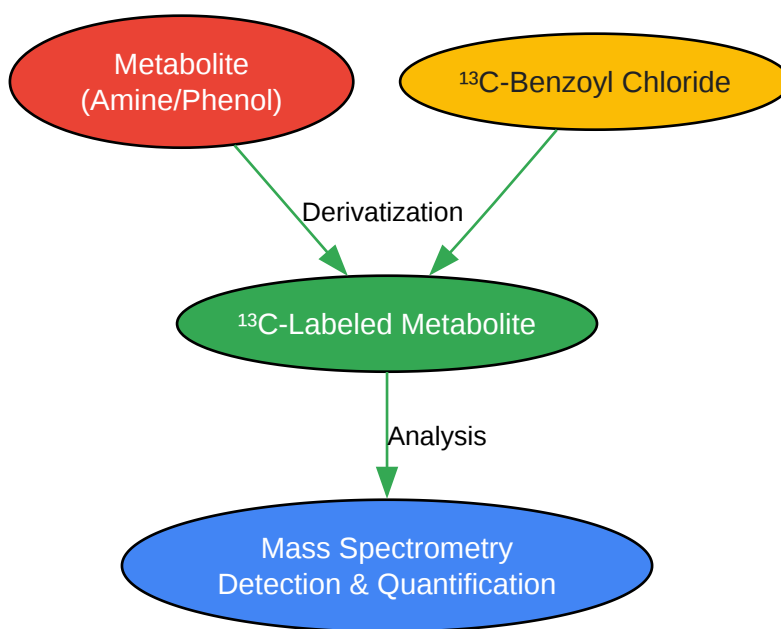 Metabolite
(Amine/Phenol)
¹³C-Benzoyl Chloride
Derivatization
¹³C-Labeled Metabolite
Analysis
Mass Spectrometry
Detection & Quantification